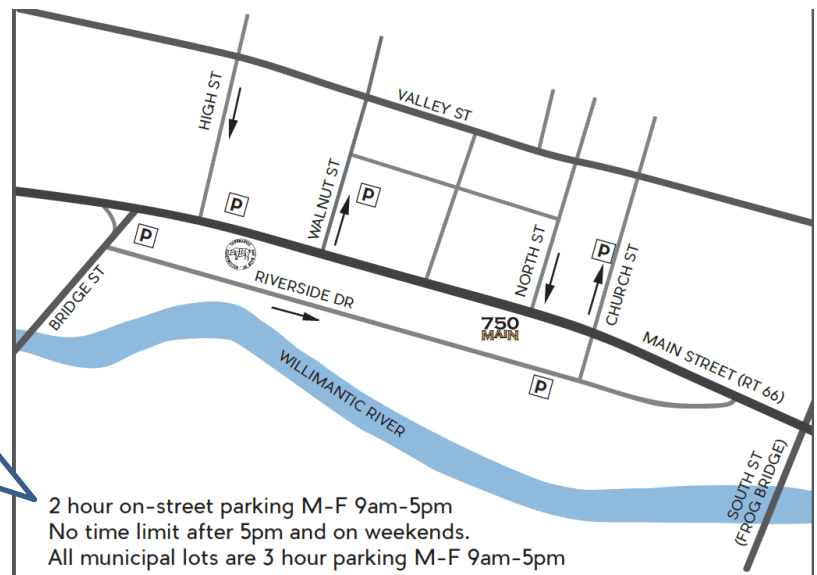 VALLEY ST
HIGH ST
WALNUT ST
P
P
P
P
NORTH ST
CHURCH ST
RIVERSIDE DR
BRIDGE ST
750
MAIN
MAIN STREET (RT 66)
P
WILLIMANTIC RIVER
SOUTH ST
(FROG BRIDGE)
2 hour on-street parking M-F 9am-5pm
No time limit after 5pm and on weekends.
All municipal lots are 3 hour parking M-F 9am-5pm